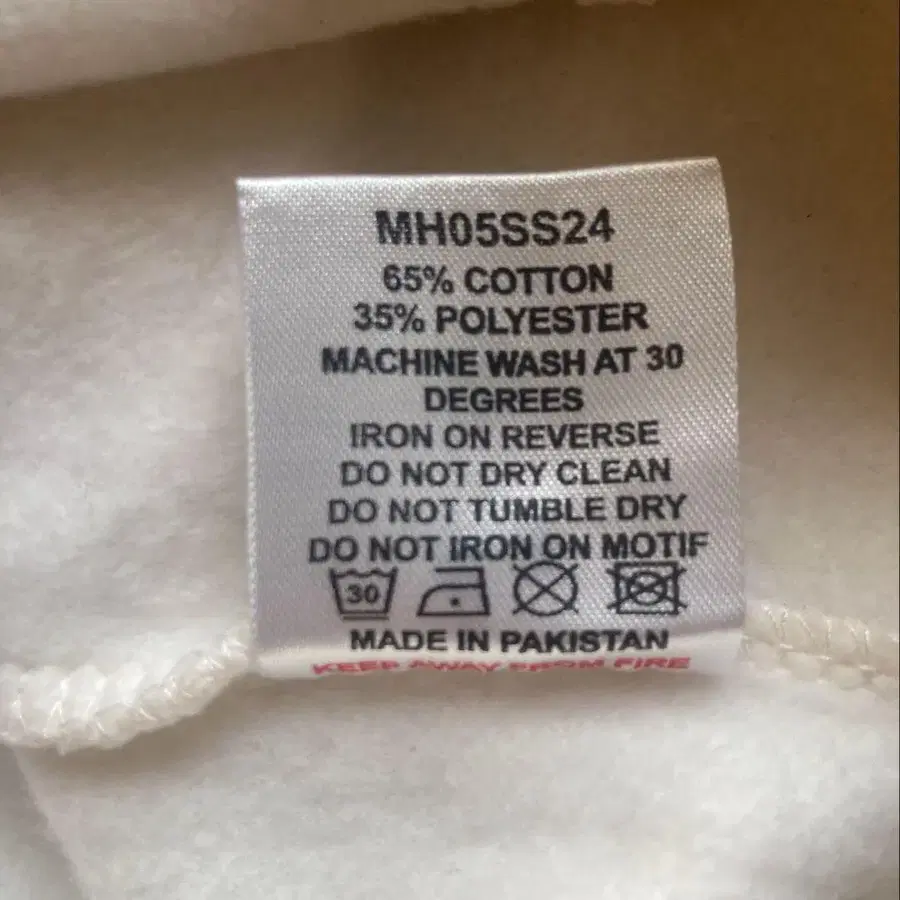 MH05SS24
65% COTTON
35% POLYESTER
MACHINE WASH AT 30
DEGREES
IRON ON REVERSE
DO NOT DRY CLEAN
DO NOT TUMBLE DRY
DO NOT IRON ON MOTIF
30
MADE IN PAKISTAN
KEEP AWAY FROM FIRE